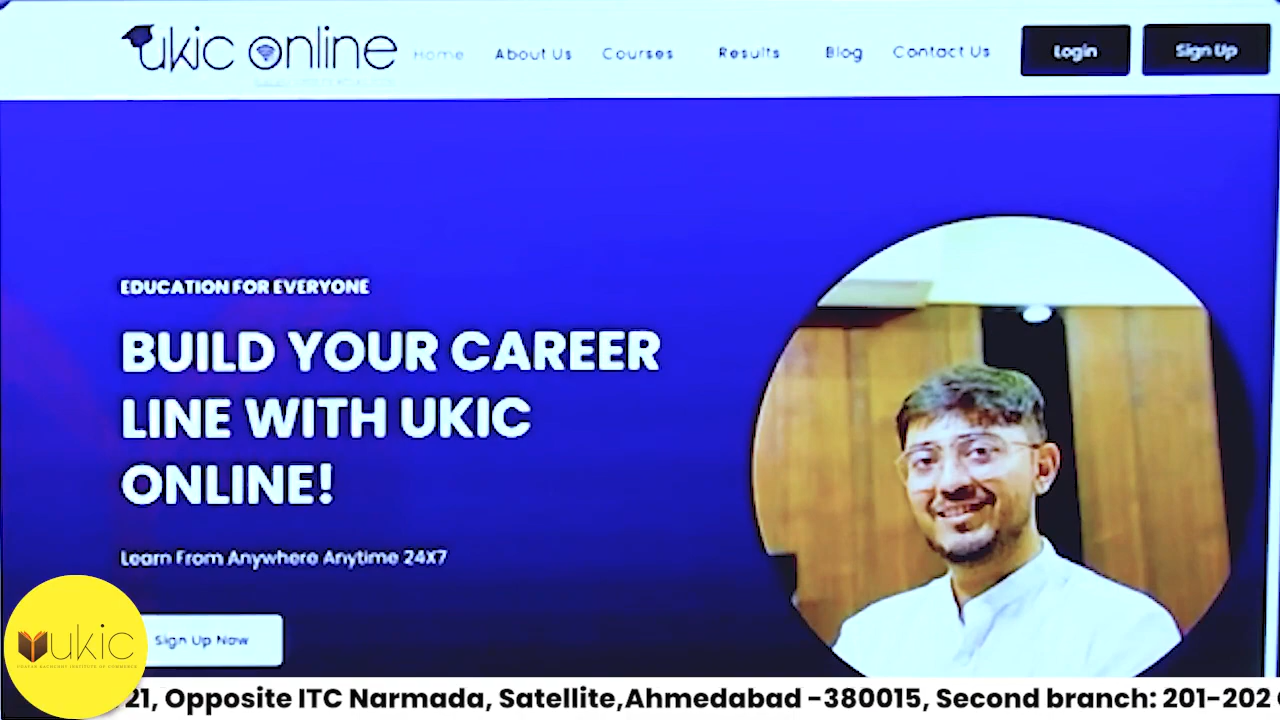 ukic online
Home About Us Courses Results Blog Contact Us Login Sign Up
EDUCATION FOR EVERYONE
BUILD YOUR CAREER
LINE WITH UKIC
ONLINE!
Learn From Anywhere Anytime 24X7
Sign Up Now
ukic
21, Opposite ITC Narmada, Satellite,Ahmedabad -380015, Second branch: 201-202